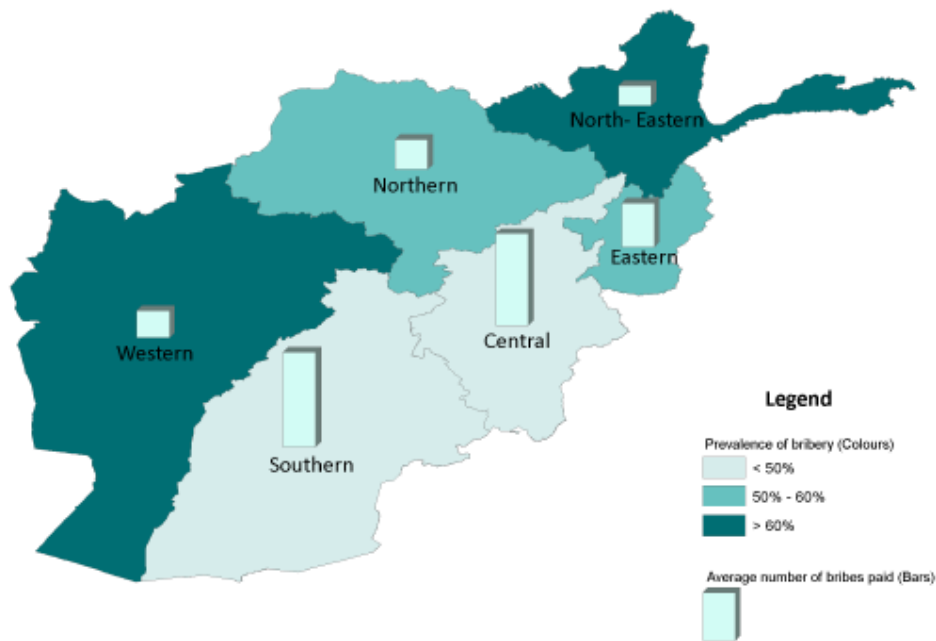 North- Eastern
Northern
Eastern
Central
Western
Southern
Legend
Prevalence of bribery (Colours)
< 50%
50% - 60%
> 60%
Average number of bribes paid (Bars)